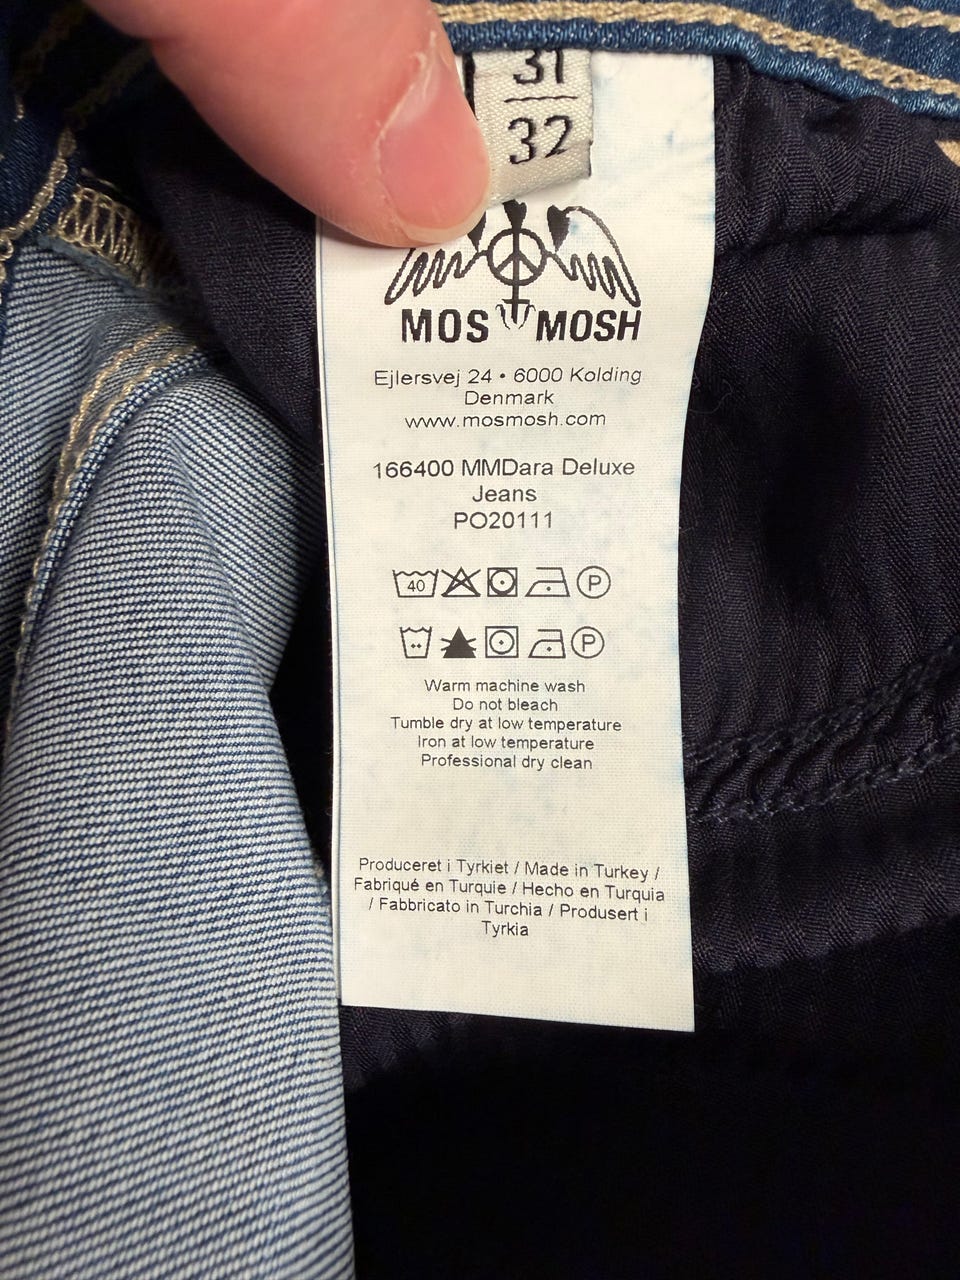 31
32
MOS MOSH
Ejlersvej 24 • 6000 Kolding
Denmark
www.mosmosh.com
166400 MMDara Deluxe
Jeans
PO20111
40 P
P
Warm machine wash
Do not bleach
Tumble dry at low temperature
Iron at low temperature
Professional dry clean
Produceret i Tyrkiet / Made in Turkey /
Fabriqué en Turquie / Hecho en Turquia
/ Fabbricato in Turchia / Produsert i
Tyrkia